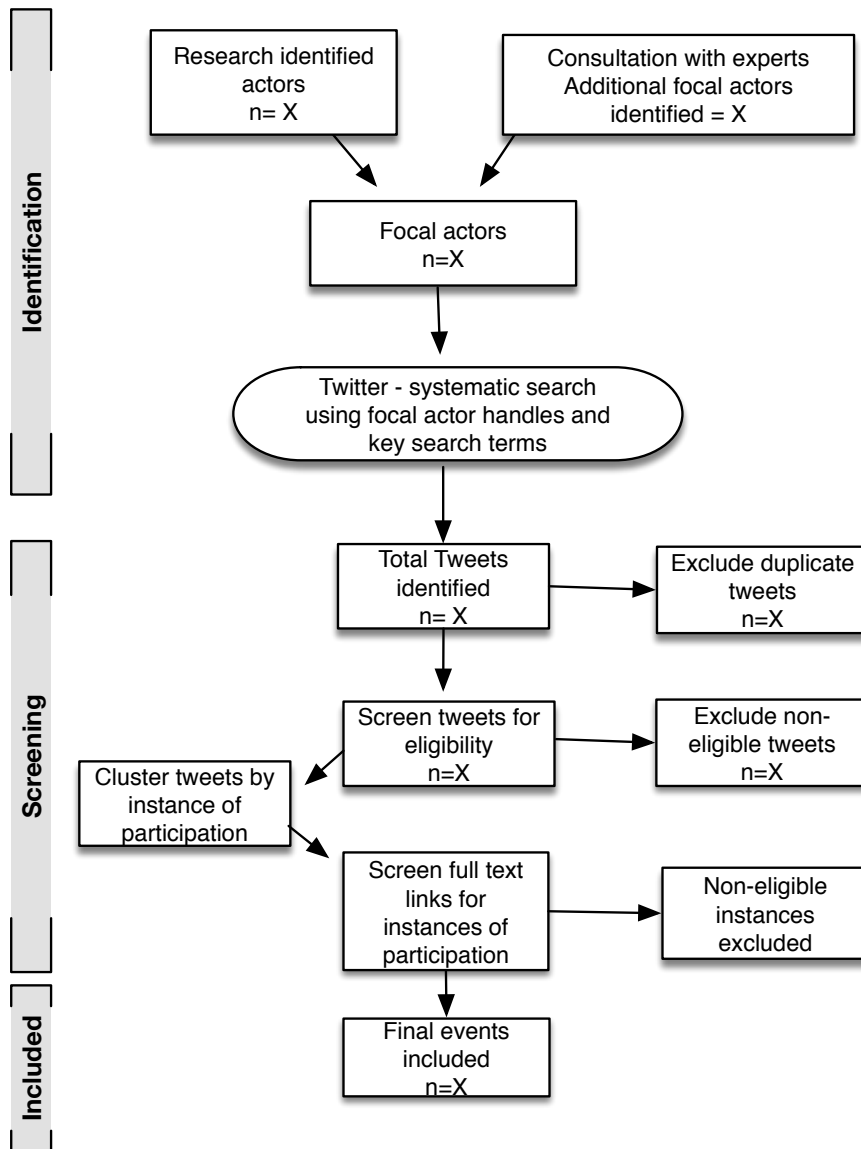 Identification
Research identified
actors
n= X
Consultation with experts
Additional focal actors
identified = X
Focal actors
n=X
Twitter - systematic search
using focal actor handles and
key search terms
Screening
Total Tweets
identified
n= X
Exclude duplicate
tweets
n=X
Screen tweets for
eligibility
n=X
Exclude non-
eligible tweets
n=X
Cluster tweets by
instance of
participation
Screen full text
links for
instances of
participation
Non-eligible
instances
excluded
Included
Final events
included
n=X